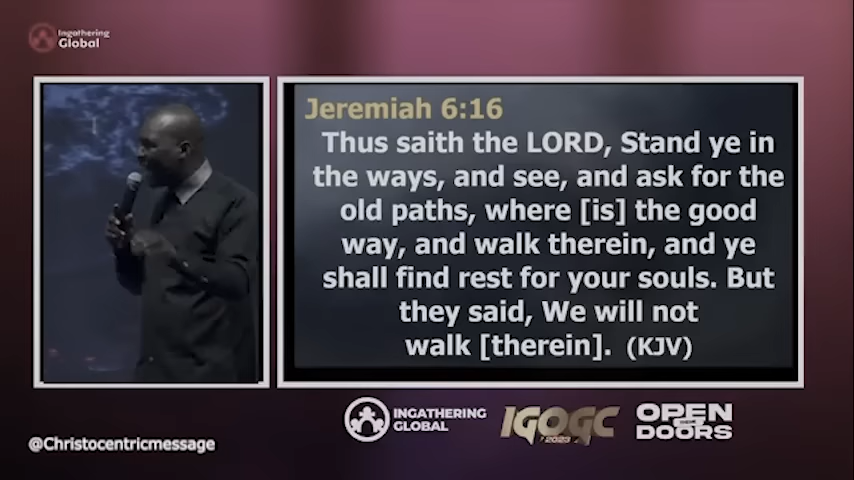 Ingathering
Global
Jeremiah 6:16
Thus saith the LORD, Stand ye in
the ways, and see, and ask for the
old paths, where [is] the good
way, and walk therein, and ye
shall find rest for your souls. But
they said, We will not
walk [therein]. (KJV)
INGATHERING
GLOBAL
IGOGC
2023
OPEN
DOORS
@Christocentricmessage